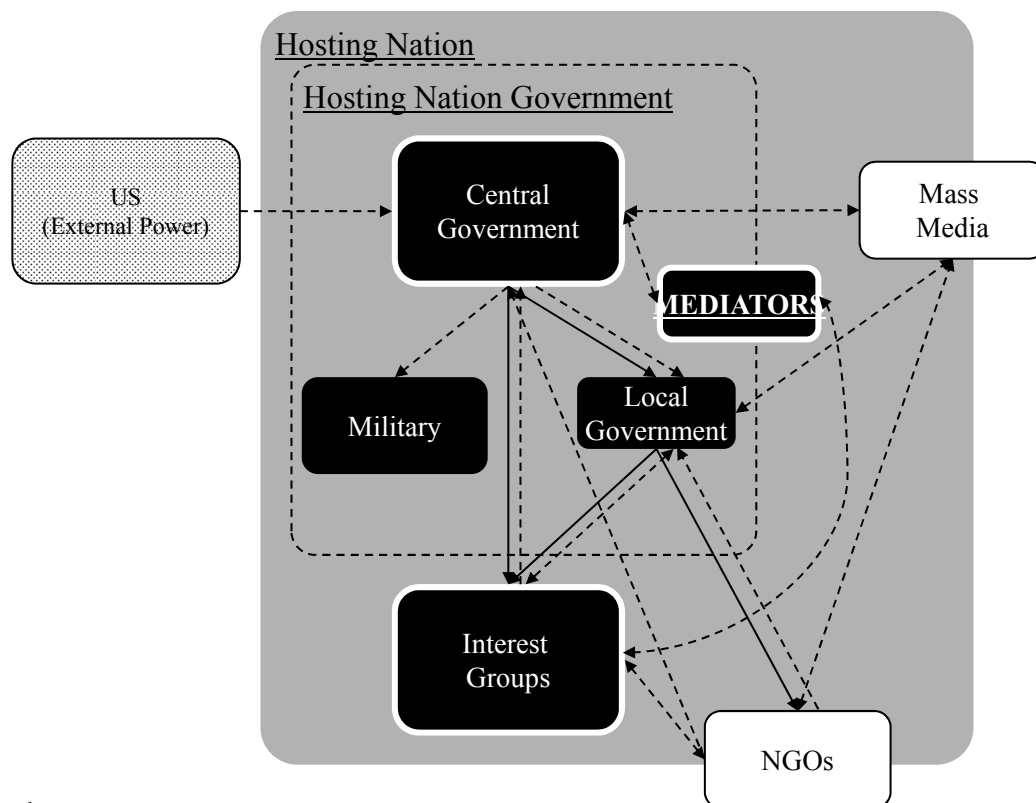 Hosting Nation
Hosting Nation Government
US
(External Power)
Central
Government
Mass
Media
MEDIATORS
Military
Local
Government
Interest
Groups
NGOs